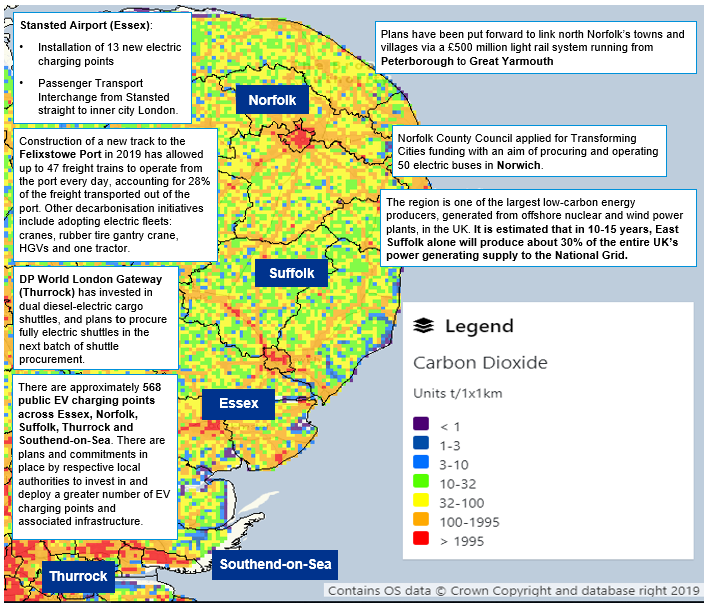 Stansted Airport (Essex):
• Installation of 13 new electric
charging points
• Passenger Transport
Interchange from Stansted
straight to inner city London.
Plans have been put forward to link north Norfolk's towns and
villages via a £500 million light rail system running from
Peterborough to Great Yarmouth
Norfolk
Construction of a new track to the
Felixstowe Port in 2019 has allowed
up to 47 freight trains to operate from
the port every day, accounting for 28%
of the freight transported out of the
port. Other decarbonisation initiatives
include adopting electric fleets:
cranes, rubber tire gantry crane,
HGVs and one tractor.
Norfolk County Council applied for Transforming
Cities funding with an aim of procuring and operating
50 electric buses in Norwich.
The region is one of the largest low-carbon energy
producers, generated from offshore nuclear and wind power
plants, in the UK. It is estimated that in 10-15 years, East
Suffolk alone will produce about 30% of the entire UK's
power generating supply to the National Grid.
Suffolk
DP World London Gateway
(Thurrock) has invested in
dual diesel-electric cargo
shuttles, and plans to procure
fully electric shuttles in the
next batch of shuttle
procurement.
There are approximately 568
public EV charging points
across Essex, Norfolk,
Suffolk, Thurrock and
Southend-on-Sea. There are
plans and commitments in
place by respective local
authorities to invest in and
deploy a greater number of EV
charging points and
associated infrastructure.
Essex
Legend
Carbon Dioxide
Units t/1x1km
< 1
1-3
3-10
10-32
32-100
100-1995
> 1995
Southend-on-Sea
Thurrock
Contains OS data © Crown Copyright and database right 2019